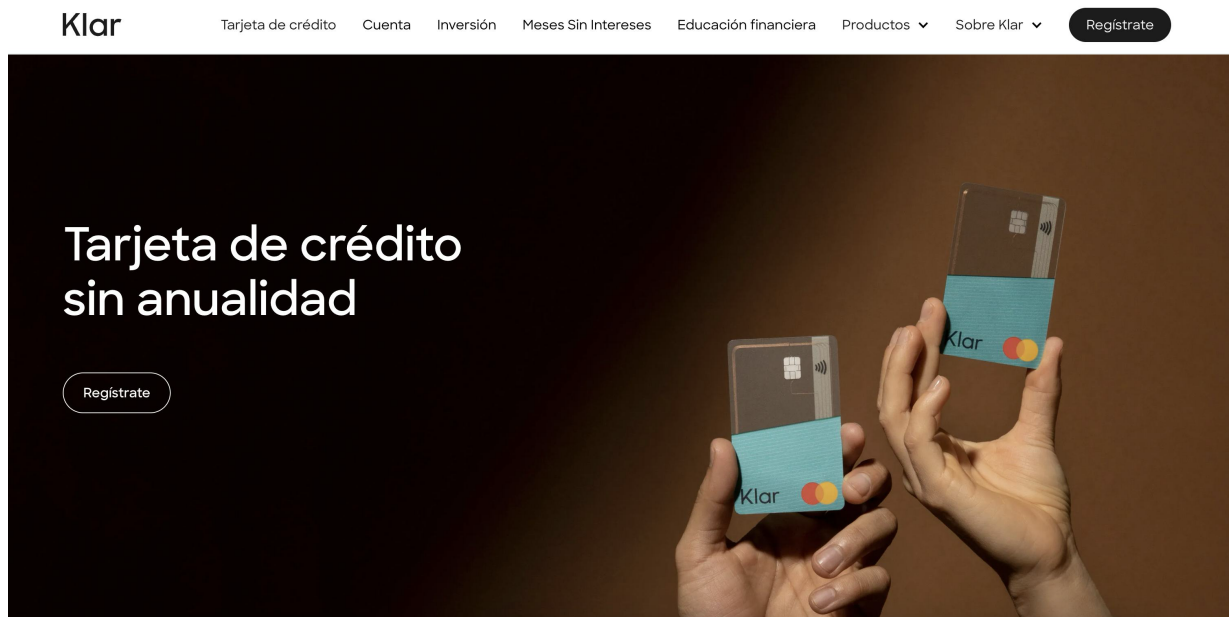 Klar
Tarjeta de crédito
Cuenta
Inversión
Meses Sin Intereses
Educación financiera
Productos
Sobre Klar
Regístrate
Tarjeta de crédito
sin anualidad
Regístrate
Klar
Klar